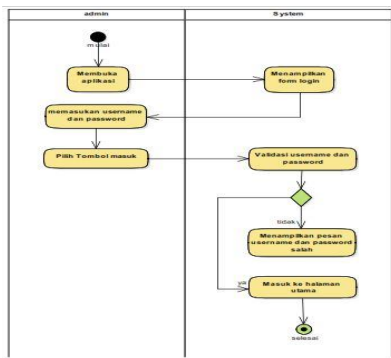 admin
System
mulai
Membuka
aplikasi
Menampilkan
form login
memasukan username
dan password
Pilih Tombol masuk
Validasi username dan
password
tidak
Menampilkan pesan
username dan password
salah
ya
Masuk ke halaman
utama
selesai